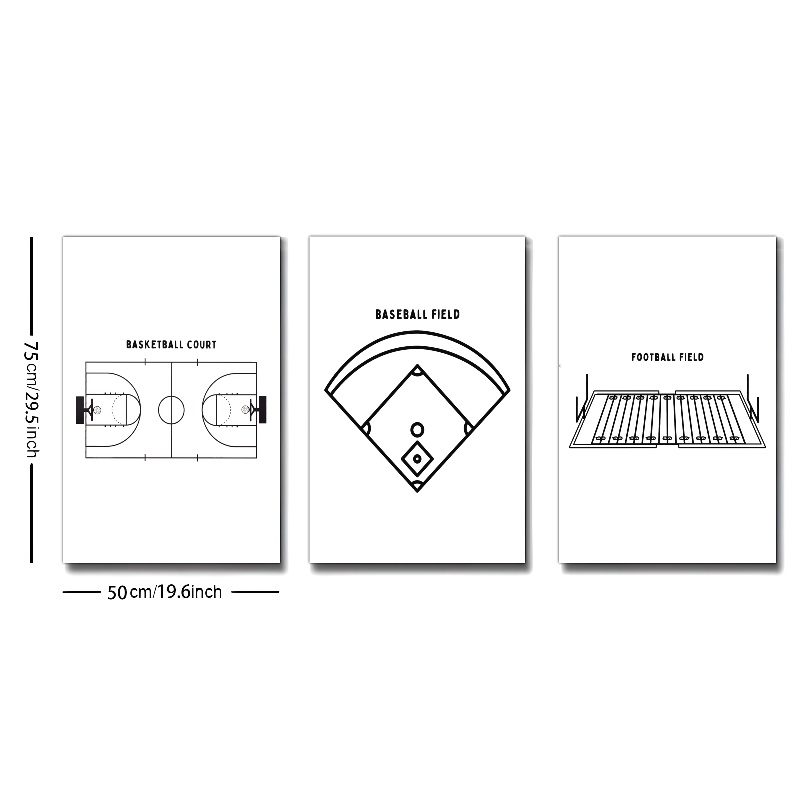 BASKETBALL COURT
BASEBALL FIELD
FOOTBALL FIELD
75cm/29.5inch
50cm/19.6inch